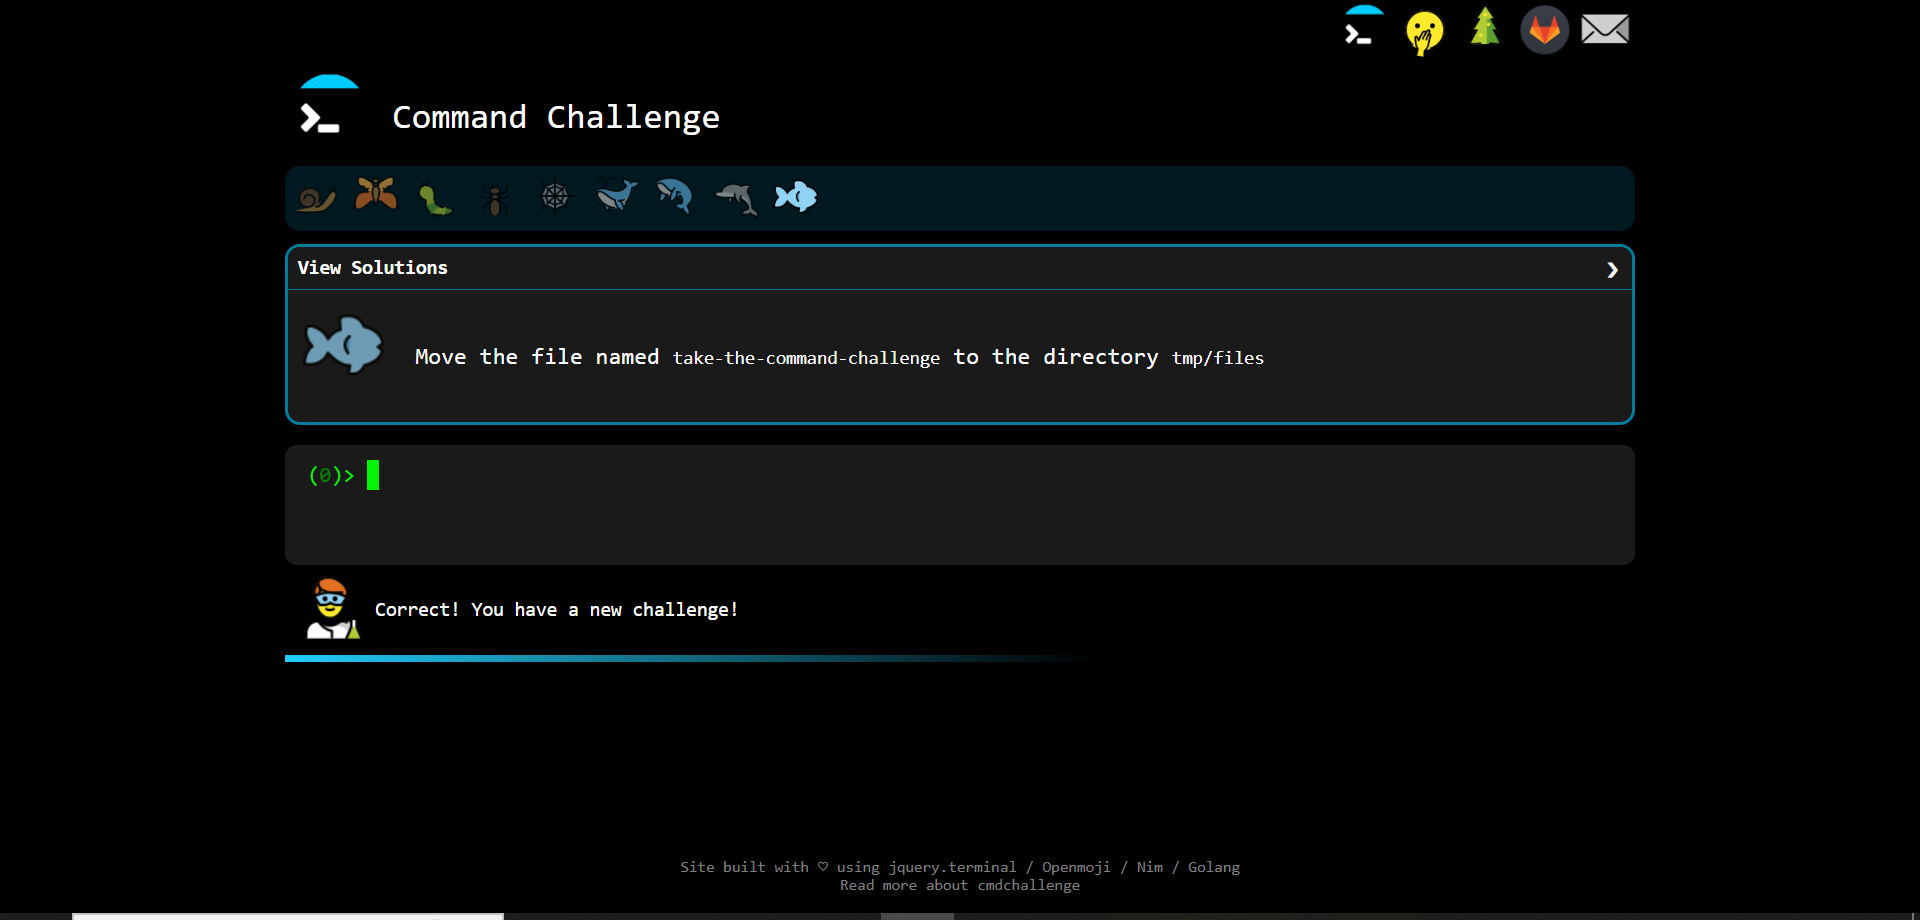 Command Challenge
View Solutions
Move the file named take-the-command-challenge to the directory tmp/files
(0)>
Correct! You have a new challenge!
Site built with ♡ using jquery.terminal / Openmoji / Nim / Golang
Read more about cmdchallenge